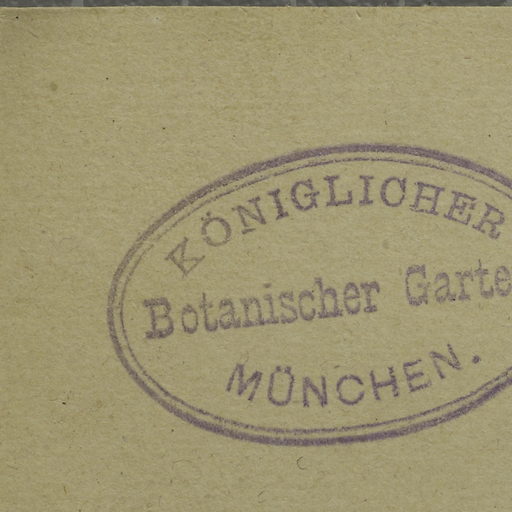 KÖNIGLICHER
Botanischer Garte
MÜNCHEN.